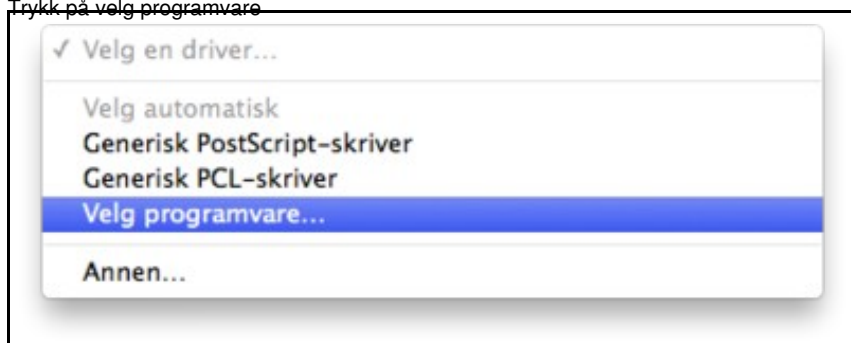 Trykk på velg programvare
✓ Velg en driver...
Velg automatisk
Generisk PostScript-skriver
Generisk PCL-skriver
Velg programvare...
Annen...